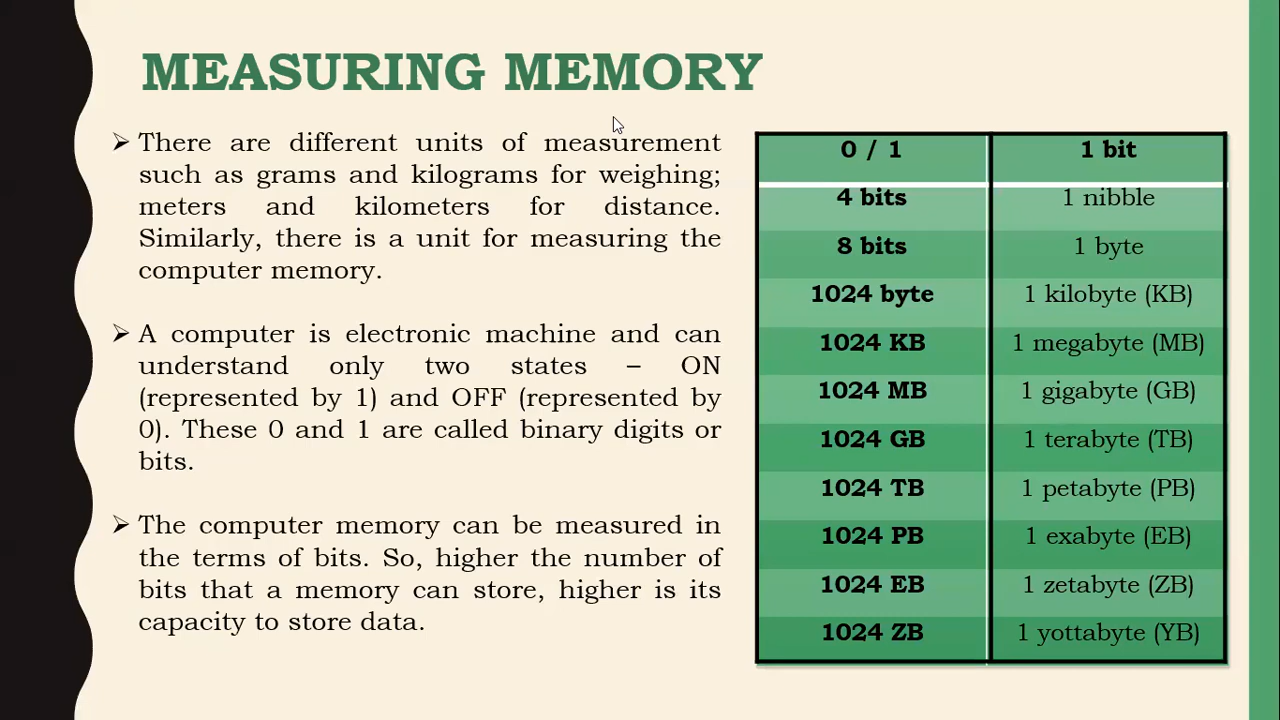 MEASURING MEMORY
➢ There are different units of measurement
such as grams and kilograms for weighing;
meters and kilometers for distance.
Similarly, there is a unit for measuring the
computer memory.
➢ A computer is electronic machine and can
understand only two states – ON
(represented by 1) and OFF (represented by
0). These 0 and 1 are called binary digits or
bits.
➢ The computer memory can be measured in
the terms of bits. So, higher the number of
bits that a memory can store, higher is its
capacity to store data.
0 / 1 1 bit
4 bits 1 nibble
8 bits 1 byte
1024 byte 1 kilobyte (KB)
1024 KB 1 megabyte (MB)
1024 MB 1 gigabyte (GB)
1024 GB 1 terabyte (TB)
1024 TB 1 petabyte (PB)
1024 PB 1 exabyte (EB)
1024 EB 1 zetabyte (ZB)
1024 ZB 1 yottabyte (YB)